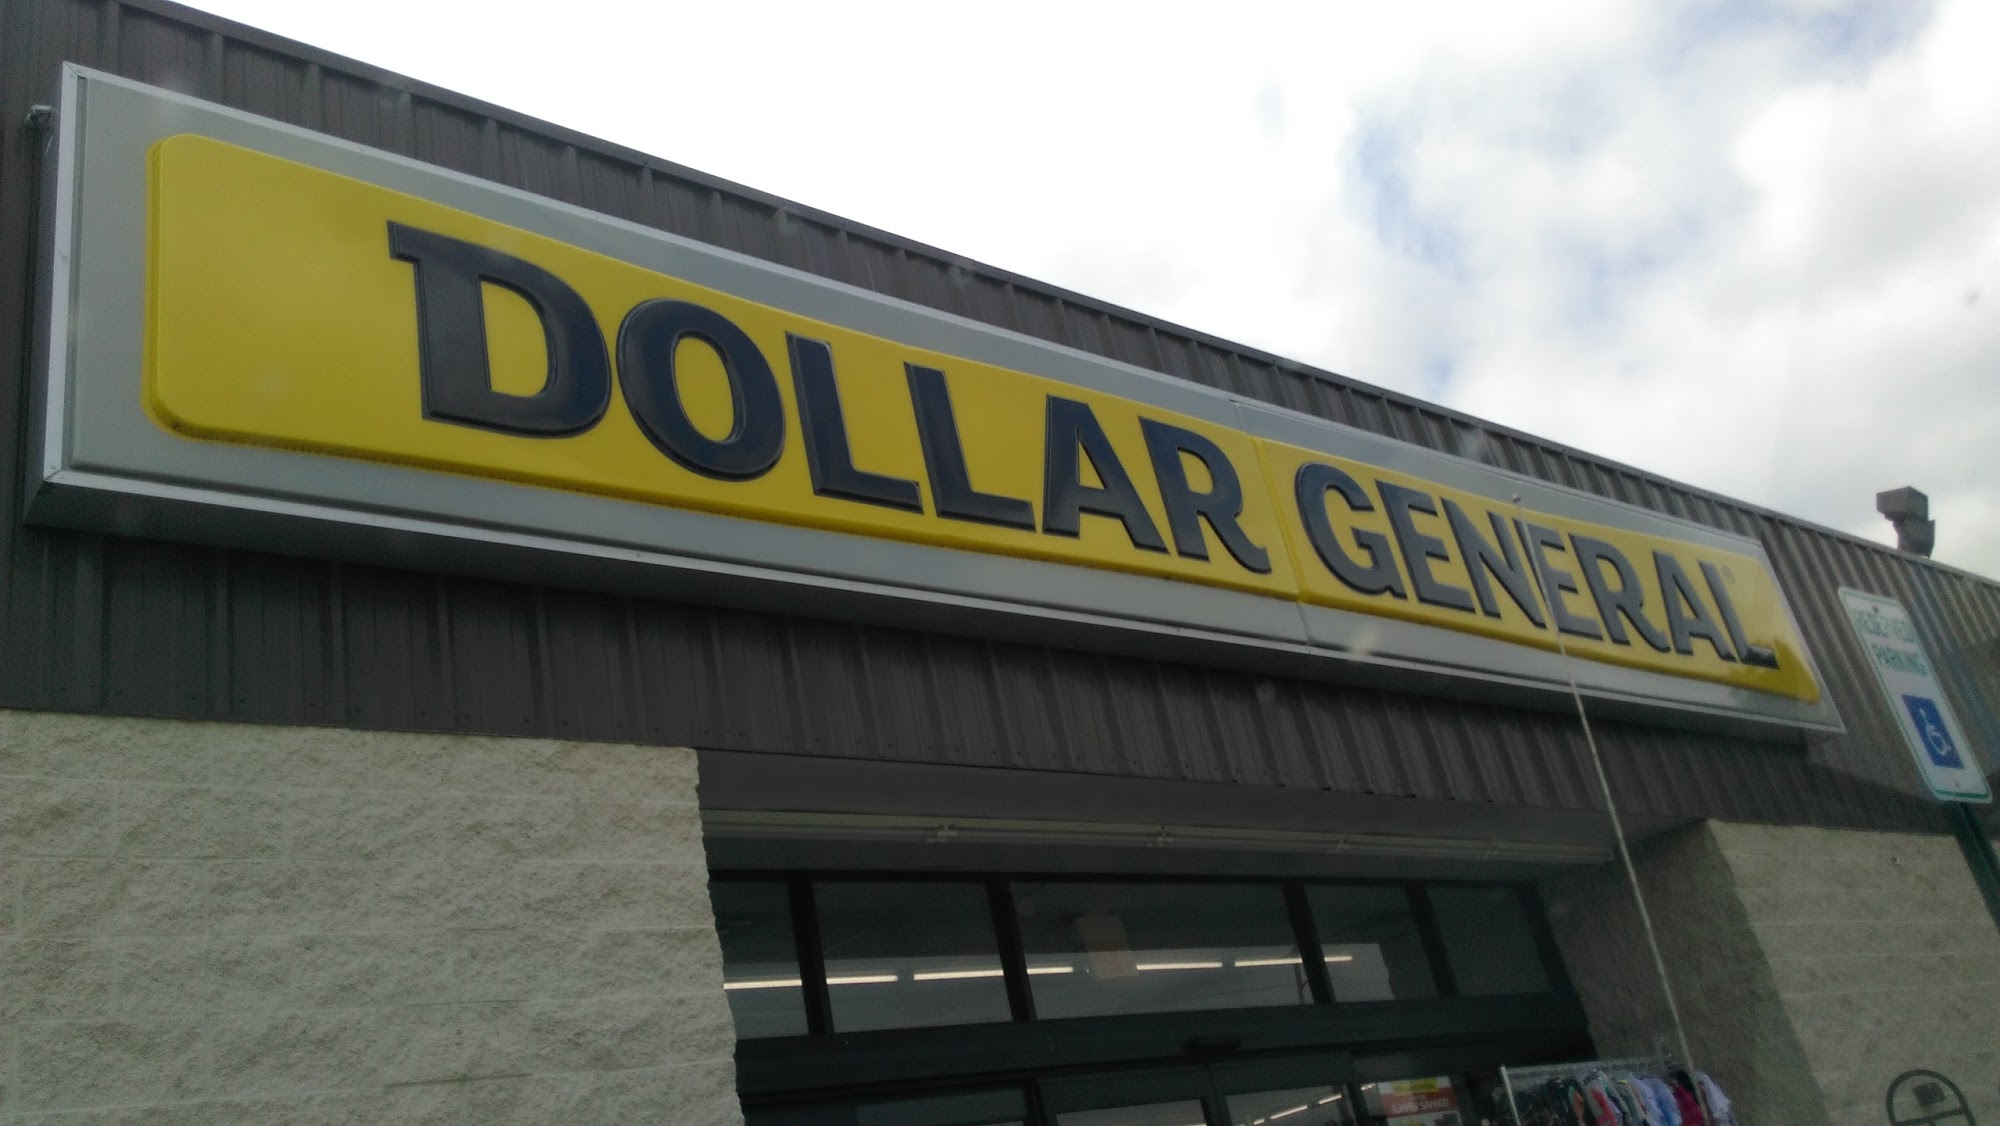 DOLLAR GENERAL®
RESERVED
PARKING